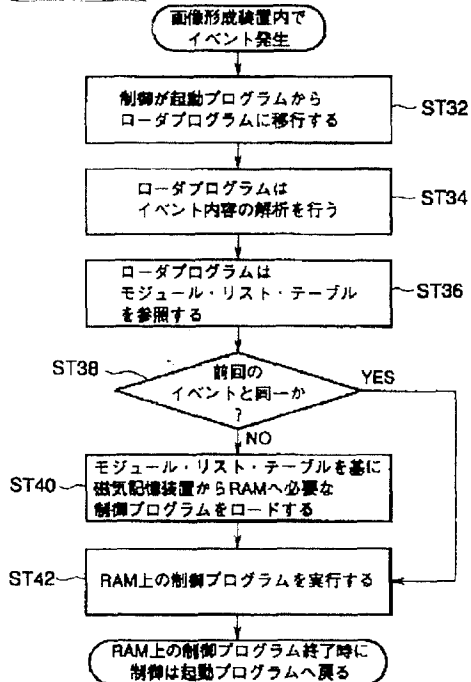 画像形成装置内で
イベント発生
制御が起動プログラムから
ローダプログラムに移行する
ST32
ローダプログラムは
イベント内容の解析を行う
ST34
ローダプログラムは
モジュール・リスト・テーブル
を参照する
ST36
ST38
前回の
イベントと同一か
?
YES
NO
モジュール・リスト・テーブルを基に
磁気記憶装置からRAMへ必要な
制御プログラムをロードする
ST40
ST42
RAM上の制御プログラムを実行する
RAM上の制御プログラム終了時に
制御は起動プログラムへ戻る